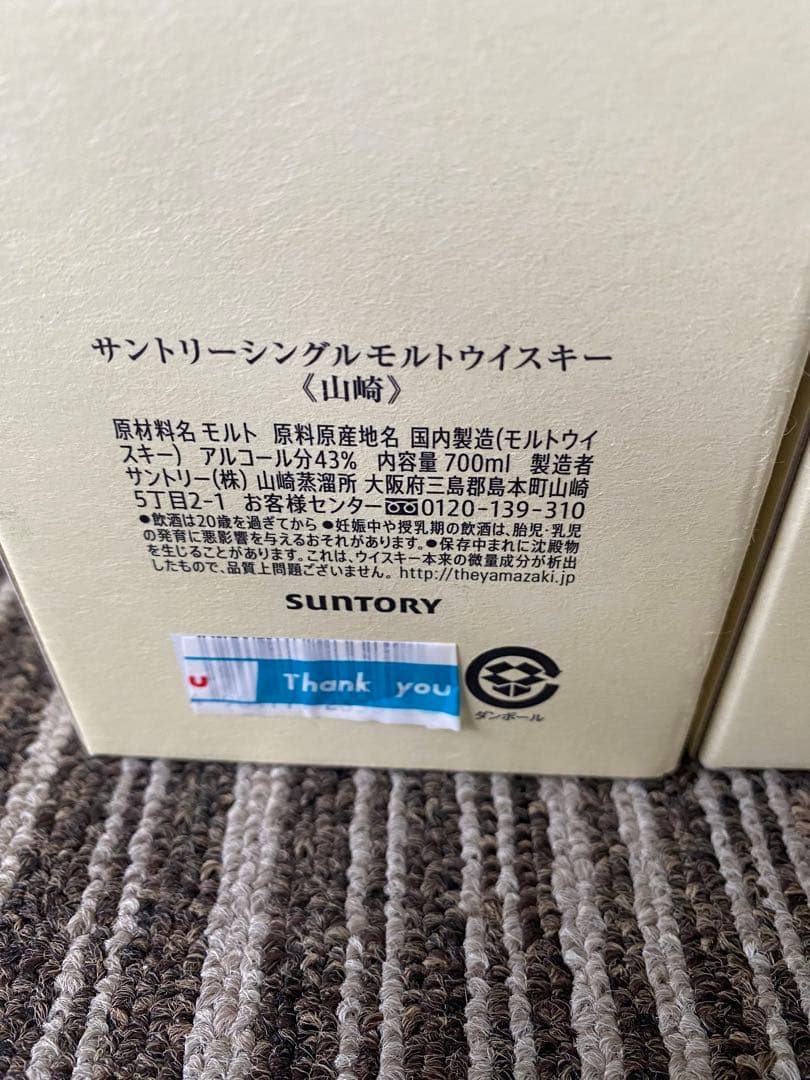 サントリーシングルモルトウイスキー
《山崎》
原材料名 モルト 原料原産地名 国内製造(モルトウイ
スキー) アルコール分43% 内容量 700ml 製造者
サントリー(株) 山崎蒸溜所 大阪府三島郡島本町山崎
5丁目2-1 お客様センター 0120-139-310
●飲酒は20歳を過ぎてから ●妊娠中や授乳期の飲酒は、胎児・乳児
の発育に悪影響を与えるおそれがあります。●保存中まれに沈殿物
を生じることがあります。これは、ウイスキー本来の微量成分が析出
したもので、品質上問題ございません。 http://theyamazaki.jp
SUNTORY
u Thank you
ダンボール